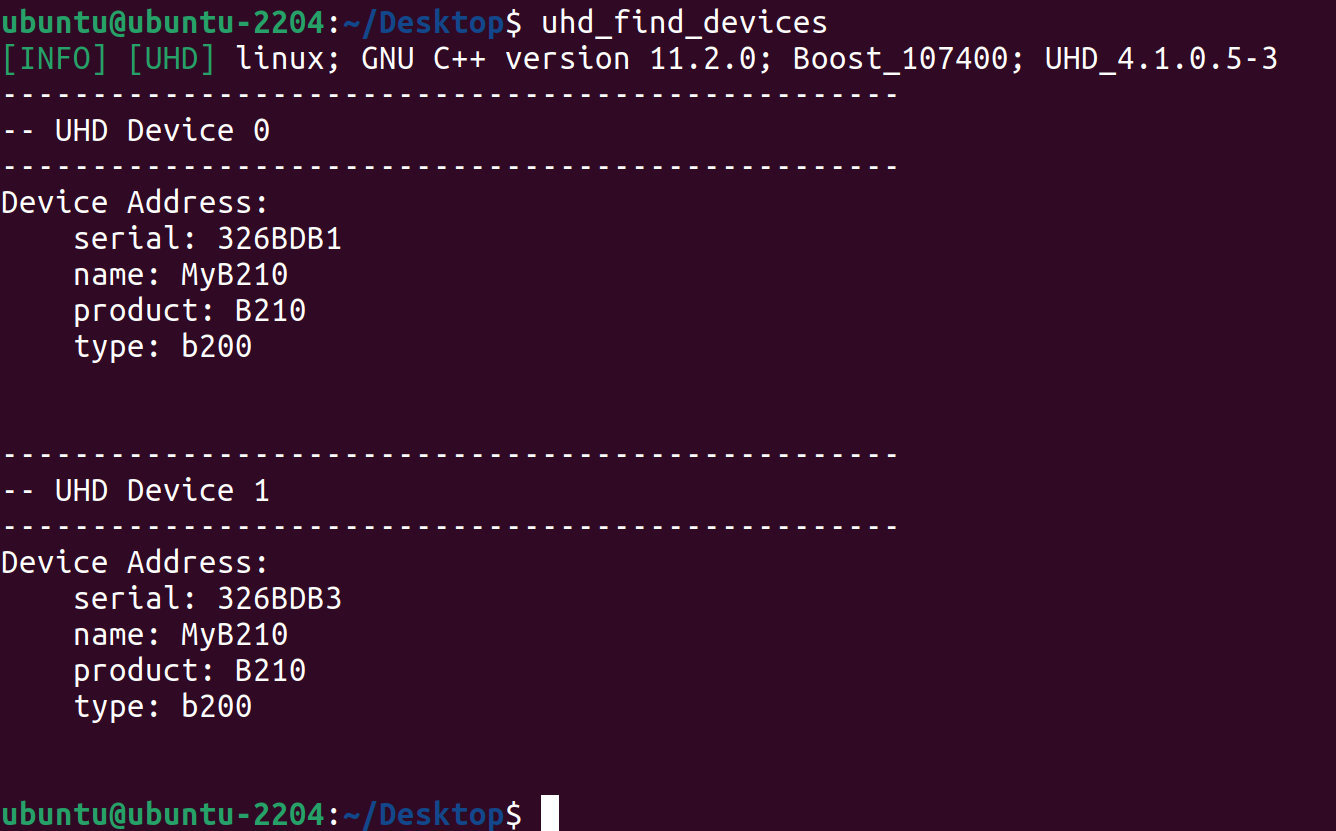 ubuntu@ubuntu-2204:~/Desktop$ uhd_find_devices
[INFO] [UHD] linux; GNU C++ version 11.2.0; Boost_107400; UHD_4.1.0.5-3
--------------------------------------------------
-- UHD Device 0
--------------------------------------------------
Device Address:
    serial: 326BDB1
    name: MyB210
    product: B210
    type: b200
--------------------------------------------------
-- UHD Device 1
--------------------------------------------------
Device Address:
    serial: 326BDB3
    name: MyB210
    product: B210
    type: b200
ubuntu@ubuntu-2204:~/Desktop$